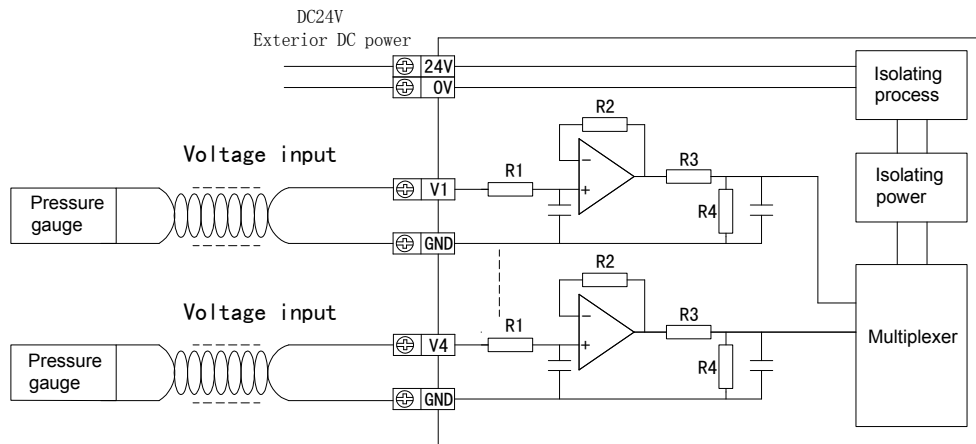 DC24V
Exterior DC power
24V
0V
Isolating
process
R2
Voltage input
R1
R3
Isolating
power
Pressure
gauge
V1
R4
GND
R2
Voltage input
R1
R3
Multiplexer
Pressure
gauge
V4
R4
GND